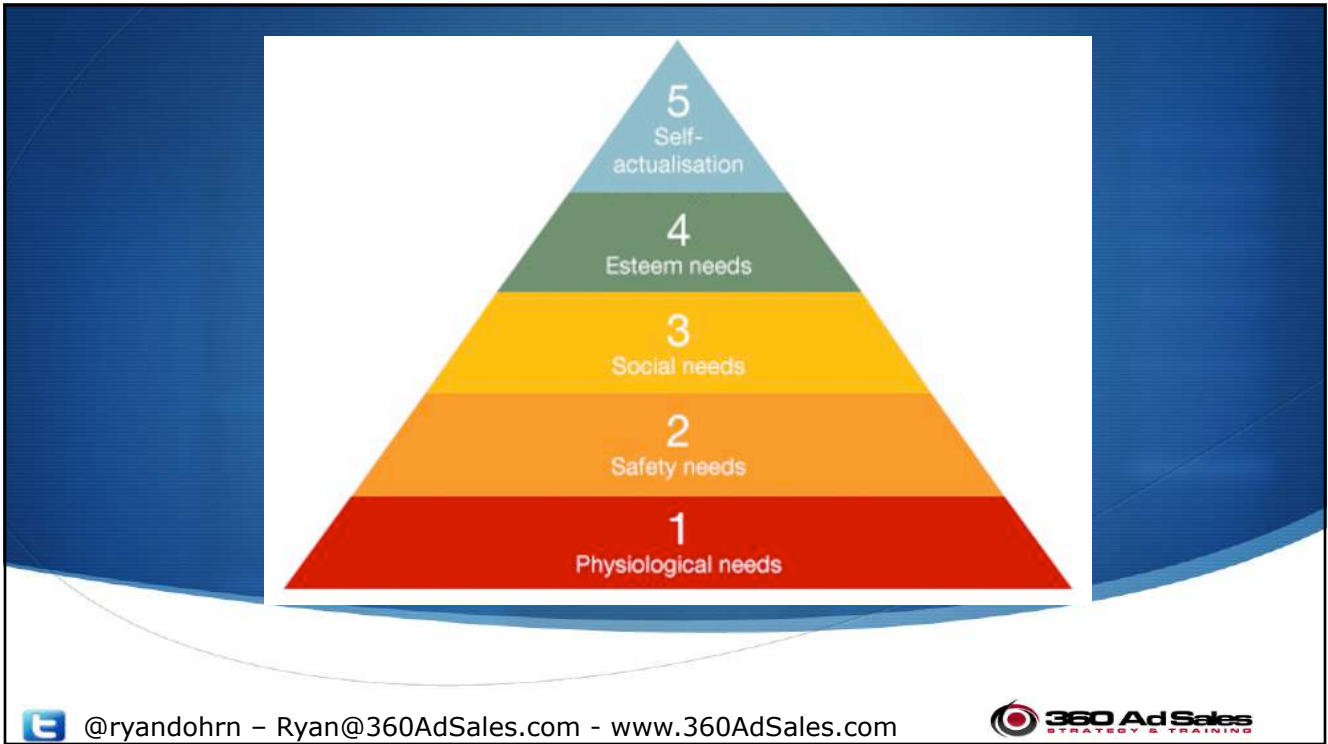 5
Self-
actualisation
4
Esteem needs
3
Social needs
2
Safety needs
1
Physiological needs
@ryandohrn – Ryan@360AdSales.com - www.360AdSales.com
360 Ad Sales
STRATEGY & TRAINING